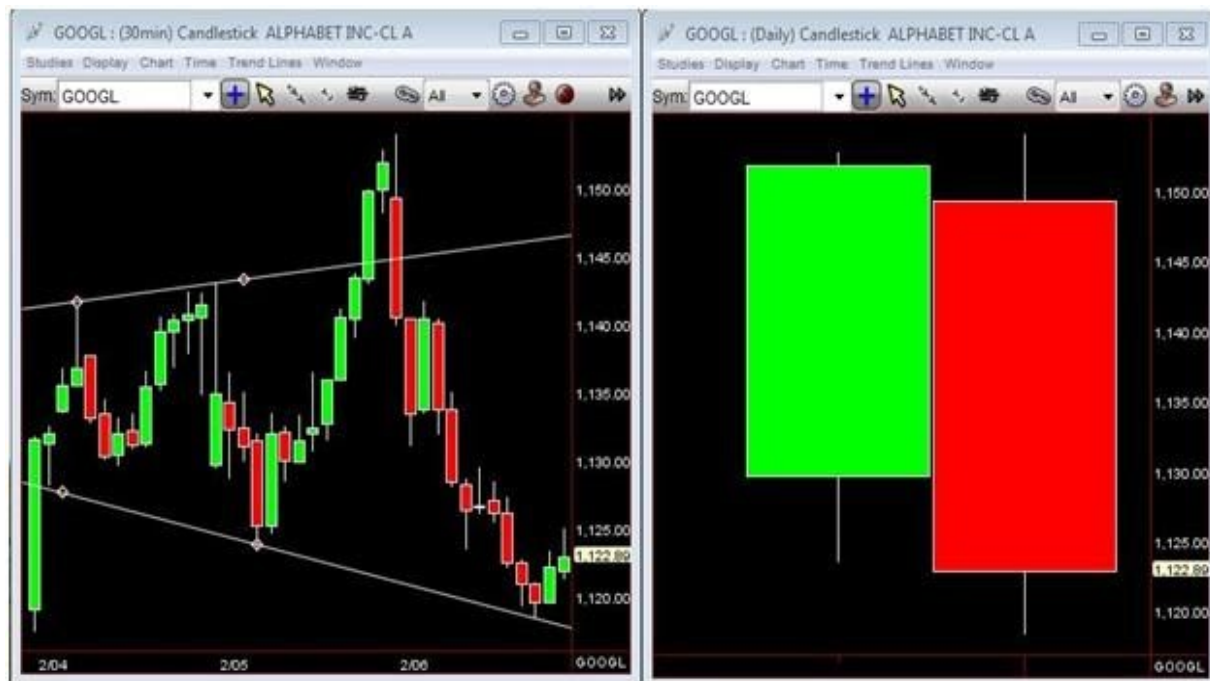 GOOGL : (30min) Candlestick ALPHABET INC-CL A
Studies Display Chart Time Trend Lines Window
Sym: GOOGL
All
1,150.00
1,145.00
1,140.00
1,135.00
1,130.00
1,125.00
1,122.89
1,120.00
2/04 2/05 2/06
GOOGL
GOOGL : (Daily) Candlestick ALPHABET INC-CL A
Studies Display Chart Time Trend Lines Window
Sym: GOOGL
All
1,150.00
1,145.00
1,140.00
1,135.00
1,130.00
1,125.00
1,122.89
1,120.00
GOOGL